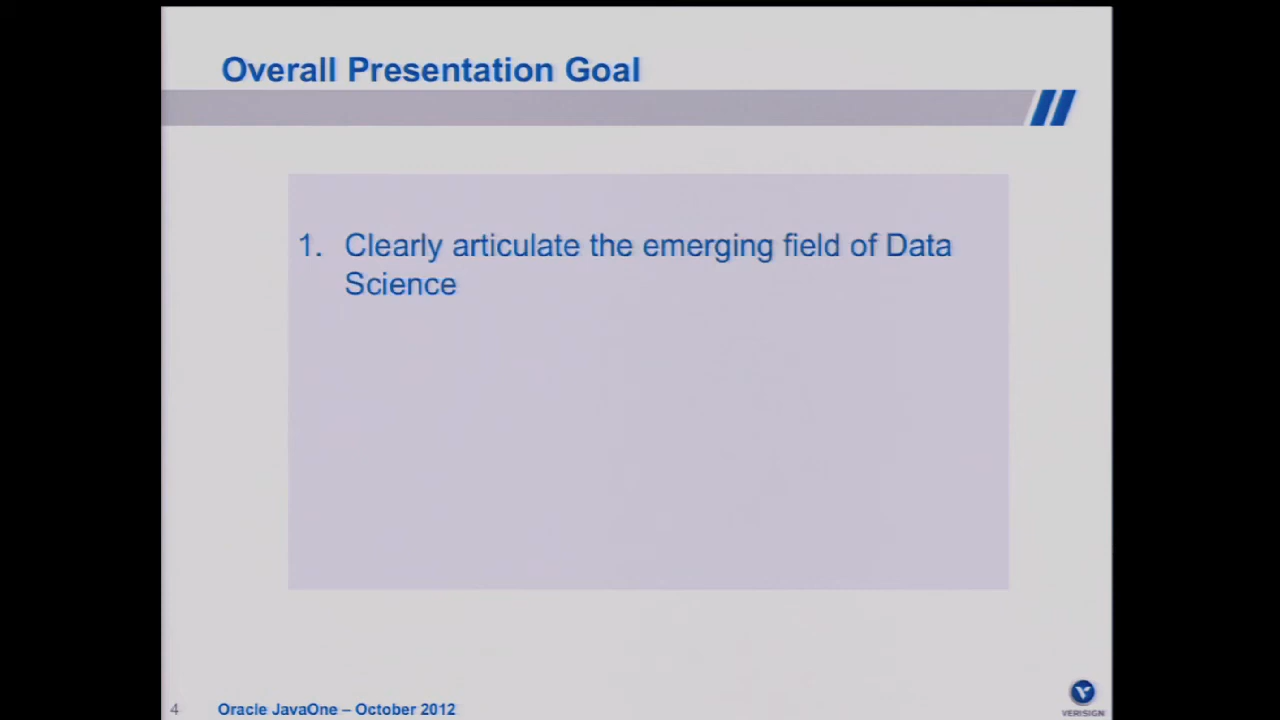 Overall Presentation Goal
1. Clearly articulate the emerging field of Data
Science
4 Oracle JavaOne – October 2012
VERISIGN